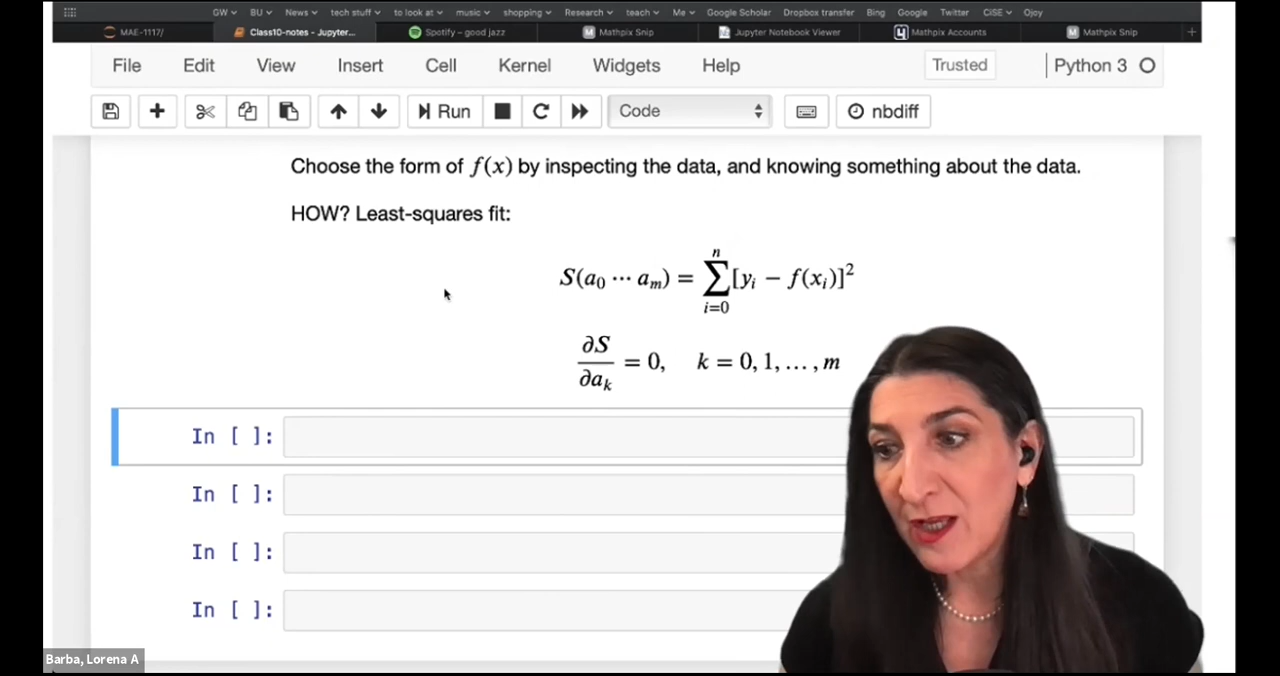 GW BU News tech stuff to look at music shopping Research teach Me Google Scholar Dropbox transfer Bing Google Twitter CiSE Ojoy
MAE-1117/ Class10-notes - Jupyter... Spotify – good jazz Mathpix Snip Jupyter Notebook Viewer Mathpix Accounts Mathpix Snip
File Edit View Insert Cell Kernel Widgets Help Trusted Python 3
Run Code nbdiff
Choose the form of f(x) by inspecting the data, and knowing something about the data.
HOW? Least-squares fit:
S(a₀ ⋯ aₘ) = ∑ᵢ₌₀ⁿ [yᵢ − f(xᵢ)]²
∂S/∂aₖ = 0, k = 0, 1, … , m
In [ ]:
In [ ]:
In [ ]:
In [ ]:
Barba, Lorena A